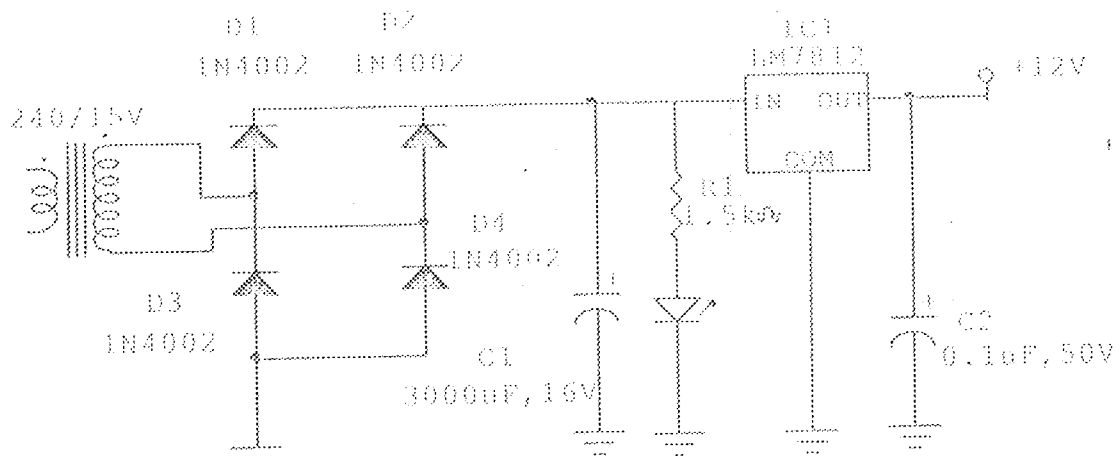 D1
D2
IC1
1N4002
1N4002
LM7812
+12V
240/15V
IN
OUT
COM
R1
1.5k
D4
1N4002
D3
1N4002
C1
3000uF,16V
C2
0.1uF,50V